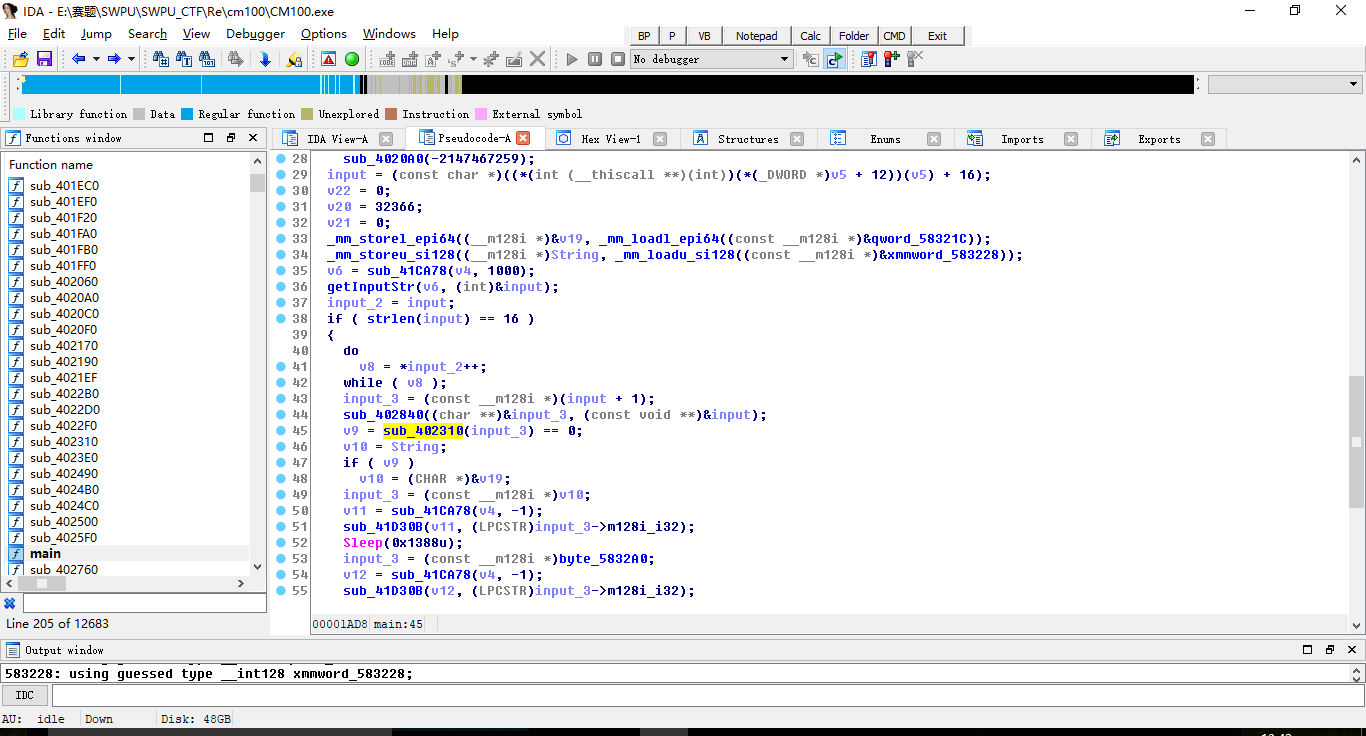 IDA - E:\赛题\SWPU\SWPU_CTF\Re\cm100\CM100.exe
File Edit Jump Search View Debugger Options Windows Help
BP P VB Notepad Calc Folder CMD Exit
No debugger
Library function Data Regular function Unexplored Instruction External symbol
Functions window
IDA View-A Pseudocode-A Hex View-1 Structures Enums Imports Exports
Function name
sub_401EC0
sub_401EF0
sub_401F20
sub_401FA0
sub_401FB0
sub_401FF0
sub_402060
sub_4020A0
sub_4020C0
sub_4020F0
sub_402170
sub_402190
sub_4021EF
sub_4022B0
sub_4022D0
sub_4022F0
sub_402310
sub_4023E0
sub_402490
sub_4024B0
sub_4024C0
sub_402500
sub_4025F0
main
sub_402760
Line 205 of 12683
28 sub_4020A0(-2147467259);
29 input = (const char *)((*(int (__thiscall **)(int))(*(_DWORD *)v5 + 12))(v5) + 16);
30 v22 = 0;
31 v20 = 32366;
32 v21 = 0;
33 _mm_storel_epi64((__m128i *)&v19, _mm_loadl_epi64((const __m128i *)&qword_58321C));
34 _mm_storeu_si128((__m128i *)String, _mm_loadu_si128((const __m128i *)&xmmword_583228));
35 v6 = sub_41CA78(v4, 1000);
36 getInputStr(v6, (int)&input);
37 input_2 = input;
38 if ( strlen(input) == 16 )
39 {
40 do
41 v8 = *input_2++;
42 while ( v8 );
43 input_3 = (const __m128i *)(input + 1);
44 sub_402840((char **)&input_3, (const void **)&input);
45 v9 = sub_402310(input_3) == 0;
46 v10 = String;
47 if ( v9 )
48 v10 = (CHAR *)&v19;
49 input_3 = (const __m128i *)v10;
50 v11 = sub_41CA78(v4, -1);
51 sub_41D30B(v11, (LPCSTR)input_3->m128i_i32);
52 Sleep(0x1388u);
53 input_3 = (const __m128i *)byte_5832A0;
54 v12 = sub_41CA78(v4, -1);
55 sub_41D30B(v12, (LPCSTR)input_3->m128i_i32);
00001AD8 main:45
Output window
583228: using guessed type __int128 xmmword_583228;
IDC
AU: idle Down Disk: 48GB